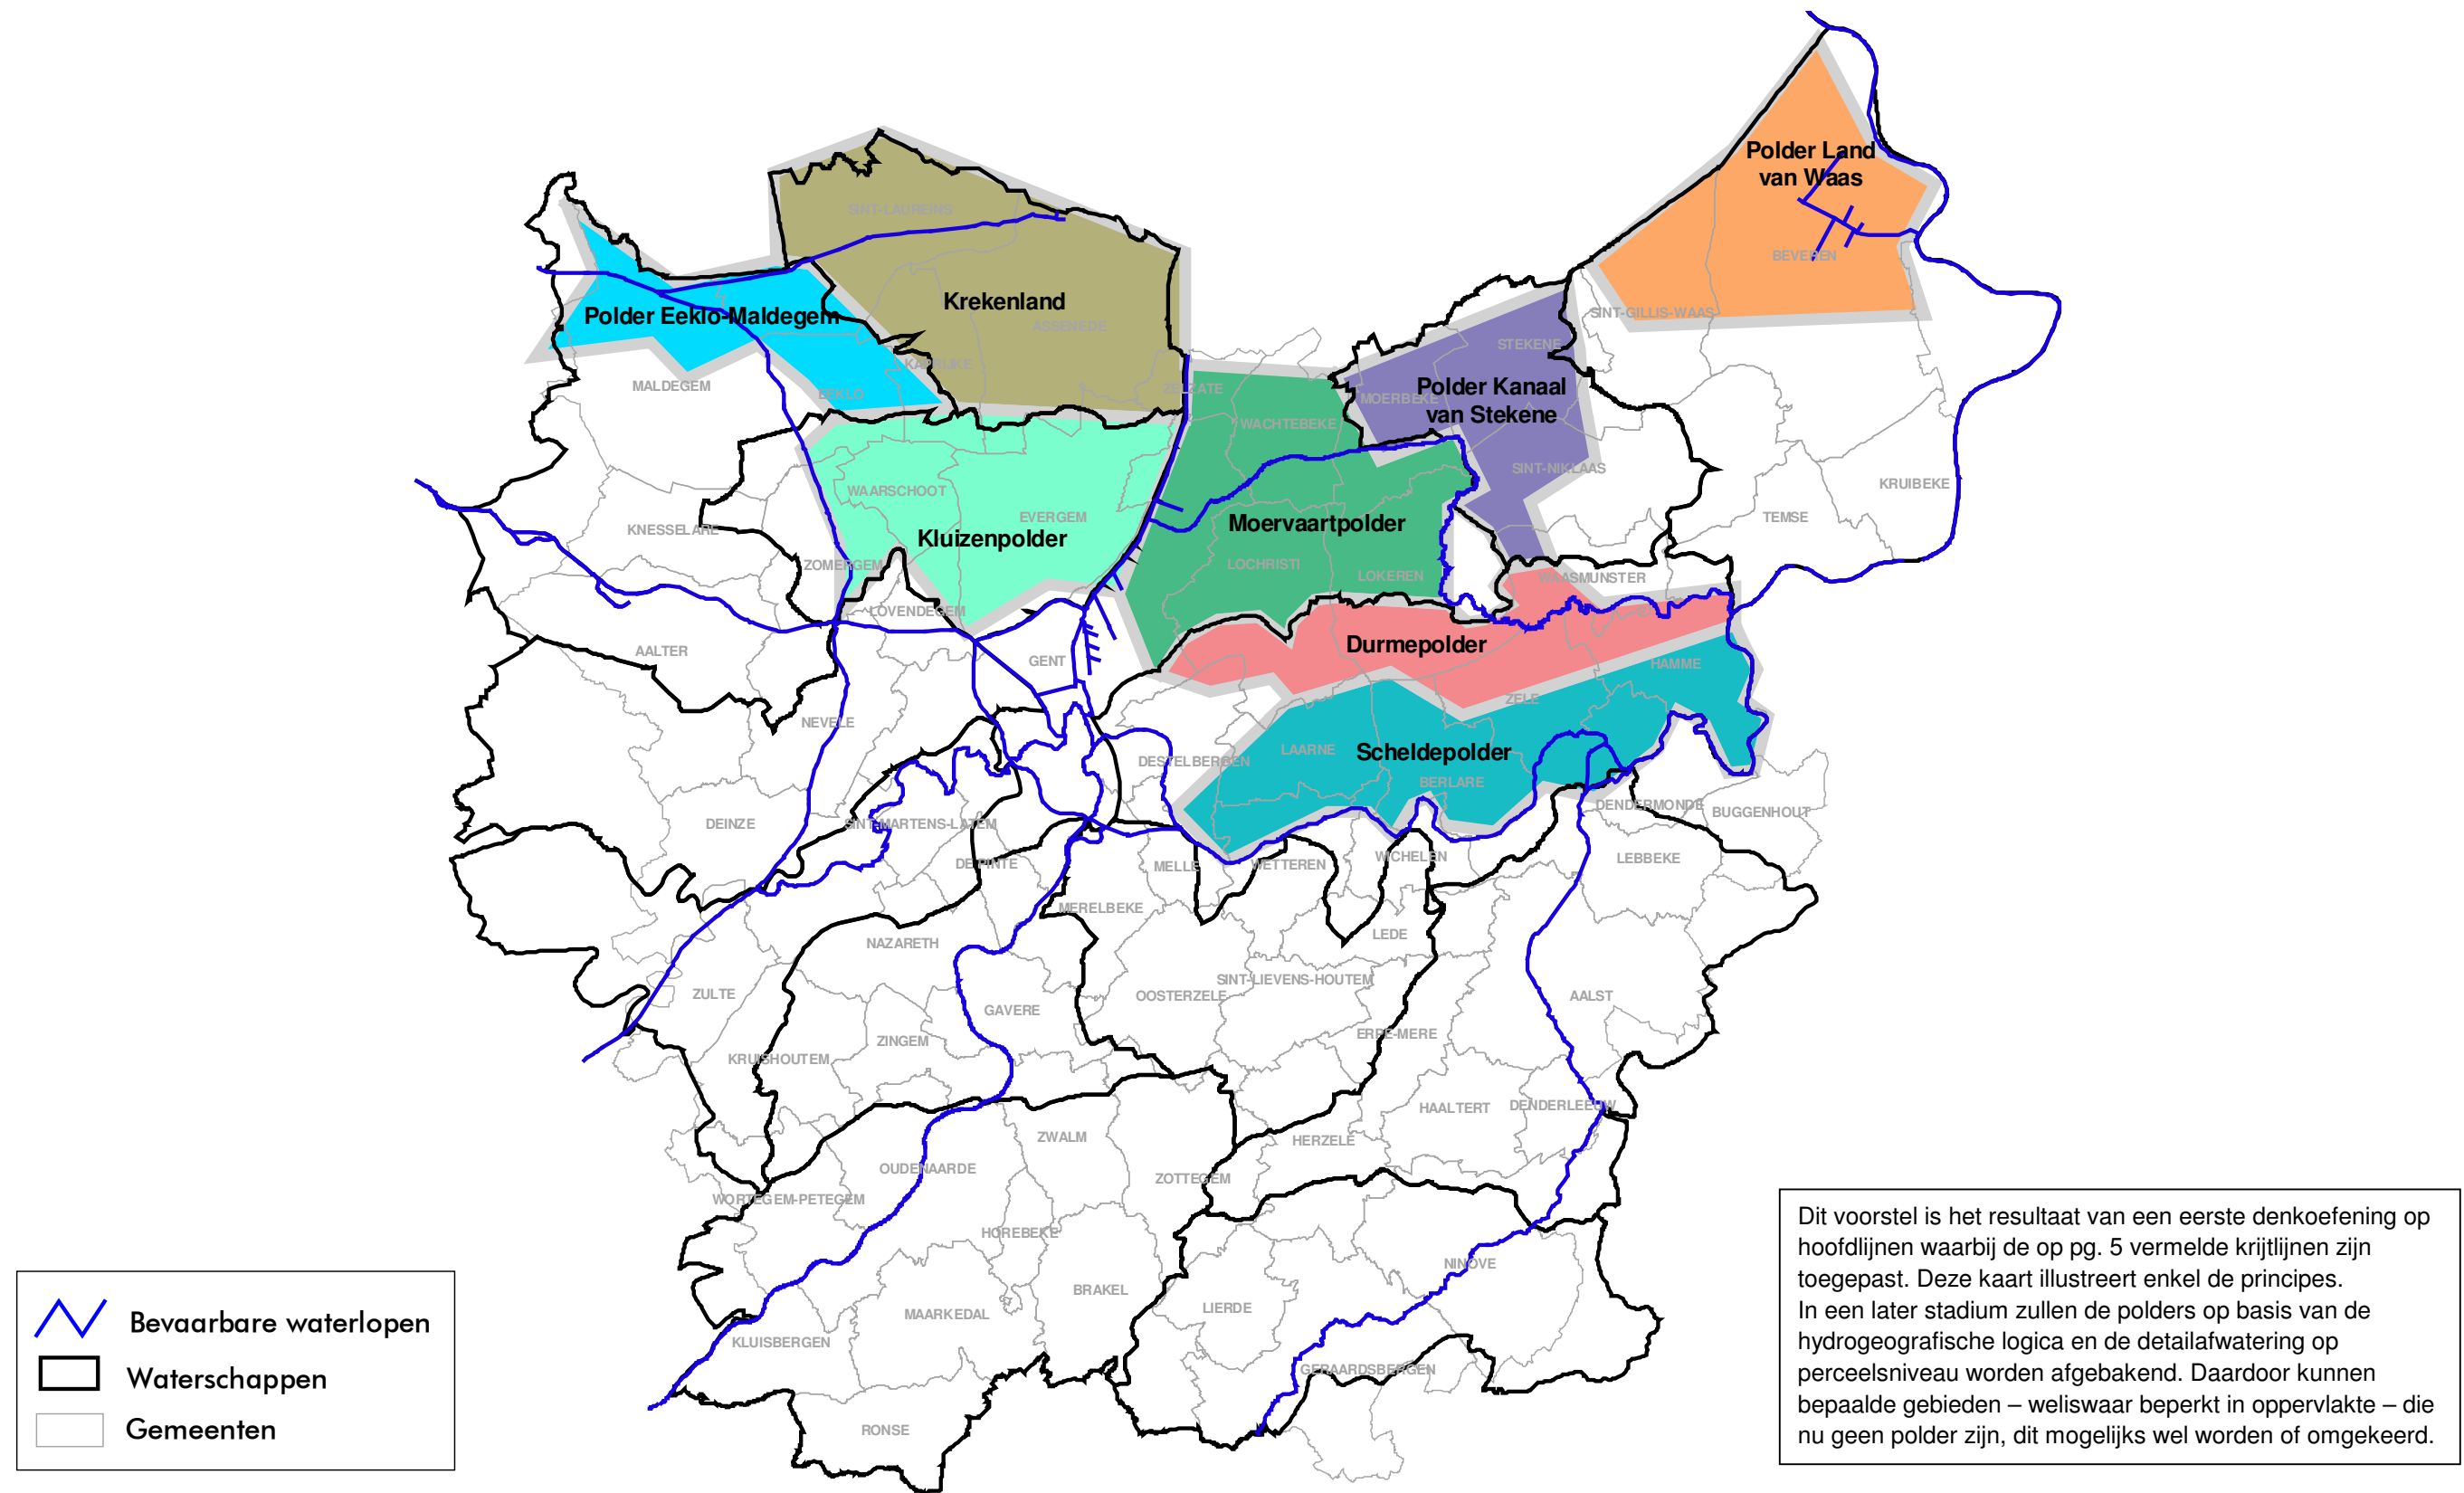 Polder Land
van Waas
SINT-LAUREINS
BEVEREN
Krekenland
Polder Eeklo-Maldegem
ASSENEDE
SINT-GILLIS-WAAS
STEKENE
KAPRIJKE
MALDEGEM
EEKLO
ZELZATE
Polder Kanaal
van Stekene
MOERBEKE
WACHTEBEKE
SINT-NIKLAAS
WAARSCHOOT
KRUIBEKE
EVERGEM
TEMSE
KNESSELARE
Kluizenpolder
Moervaartpolder
ZOMERGEM
LOCHRISTI
LOKEREN
WAASMUNSTER
LOVENDEGEM
Durmepolder
AALTER
GENT
HAMME
ZELE
NEVELE
LAARNE
Scheldepolder
DESTELBERGEN
BERLARE
DENDERMONDE
BUGGENHOUT
DEINZE
SINT-MARTENS-LATEM
DE PINTE
MELLE
WETTEREN
WICHELEN
LEBBEKE
MERELBEKE
NAZARETH
LEDE
ZULTE
SINT-LIEVENS-HOUTEM
OOSTERZELE
AALST
GAVERE
ERPE-MERE
ZINGEM
KRUISHOUTEM
HAALTERT
DENDERLEEUW
ZWALM
HERZELE
OUDENAARDE
ZOTTEGEM
WORTEGEM-PETEGEM
HOREBEKE
NINOVE
BRAKEL
LIERDE
MAARKEDAL
KLUISBERGEN
GERAARDSBERGEN
RONSE
Bevaarbare waterlopen
Waterschappen
Gemeenten
Dit voorstel is het resultaat van een eerste denkoefening op
hoofdlijnen waarbij de op pg. 5 vermelde krijtlijnen zijn
toegepast. Deze kaart illustreert enkel de principes.
In een later stadium zullen de polders op basis van de
hydrogeografische logica en de detailafwatering op
perceelsniveau worden afgebakend. Daardoor kunnen
bepaalde gebieden – weliswaar beperkt in oppervlakte – die
nu geen polder zijn, dit mogelijks wel worden of omgekeerd.